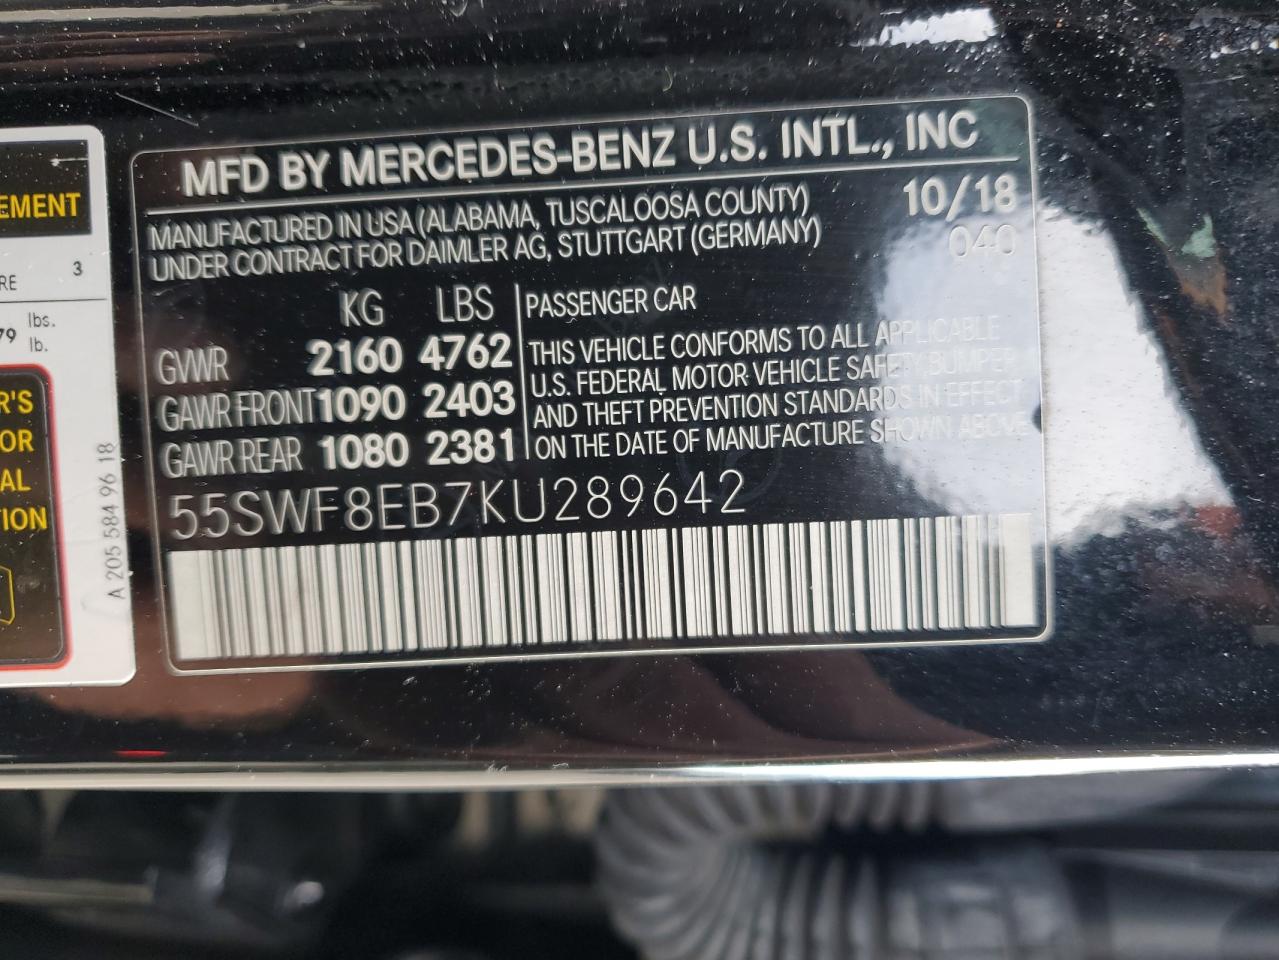 MFD BY MERCEDES-BENZ U.S. INTL., INC
MANUFACTURED IN USA (ALABAMA, TUSCALOOSA COUNTY) 10/18
UNDER CONTRACT FOR DAIMLER AG, STUTTGART (GERMANY) 040
KG LBS
GVWR 2160 4762
GAWR FRONT 1090 2403
GAWR REAR 1080 2381
PASSENGER CAR
THIS VEHICLE CONFORMS TO ALL APPLICABLE
U.S. FEDERAL MOTOR VEHICLE SAFETY, BUMPER
AND THEFT PREVENTION STANDARDS IN EFFECT
ON THE DATE OF MANUFACTURE SHOWN ABOVE
55SWF8EB7KU289642
EMENT
RE 3
79 lbs.
lb.
R'S
OR
AL
TION
A 205 584 96 18